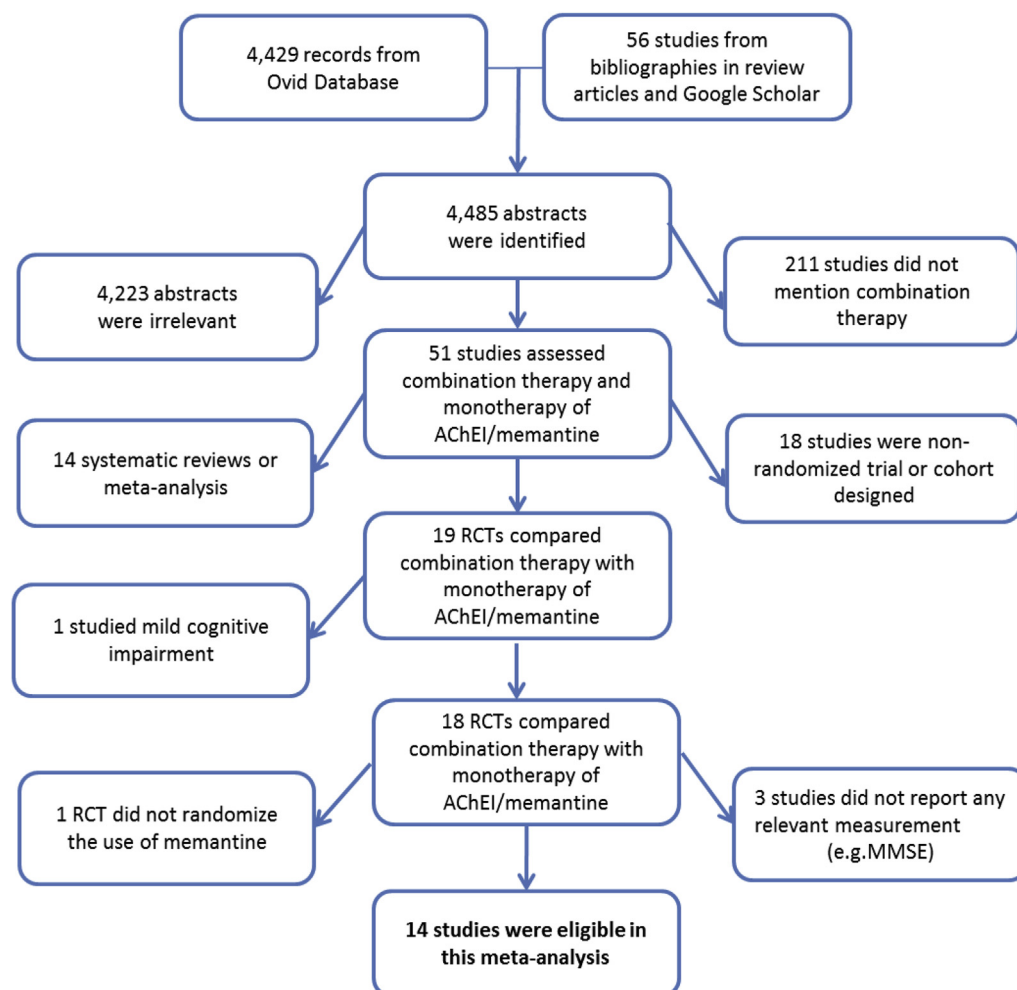 4,429 records from
Ovid Database
56 studies from
bibliographies in review
articles and Google Scholar
4,485 abstracts
were identified
4,223 abstracts
were irrelevant
211 studies did not
mention combination
therapy
51 studies assessed
combination therapy and
monotherapy of
AChEI/memantine
14 systematic reviews or
meta-analysis
18 studies were non-
randomized trial or cohort
designed
19 RCTs compared
combination therapy with
monotherapy of
AChEI/memantine
1 studied mild cognitive
impairment
18 RCTs compared
combination therapy with
monotherapy of
AChEI/memantine
1 RCT did not randomize
the use of memantine
3 studies did not report any
relevant measurement
(e.g.MMSE)
14 studies were eligible in
this meta-analysis